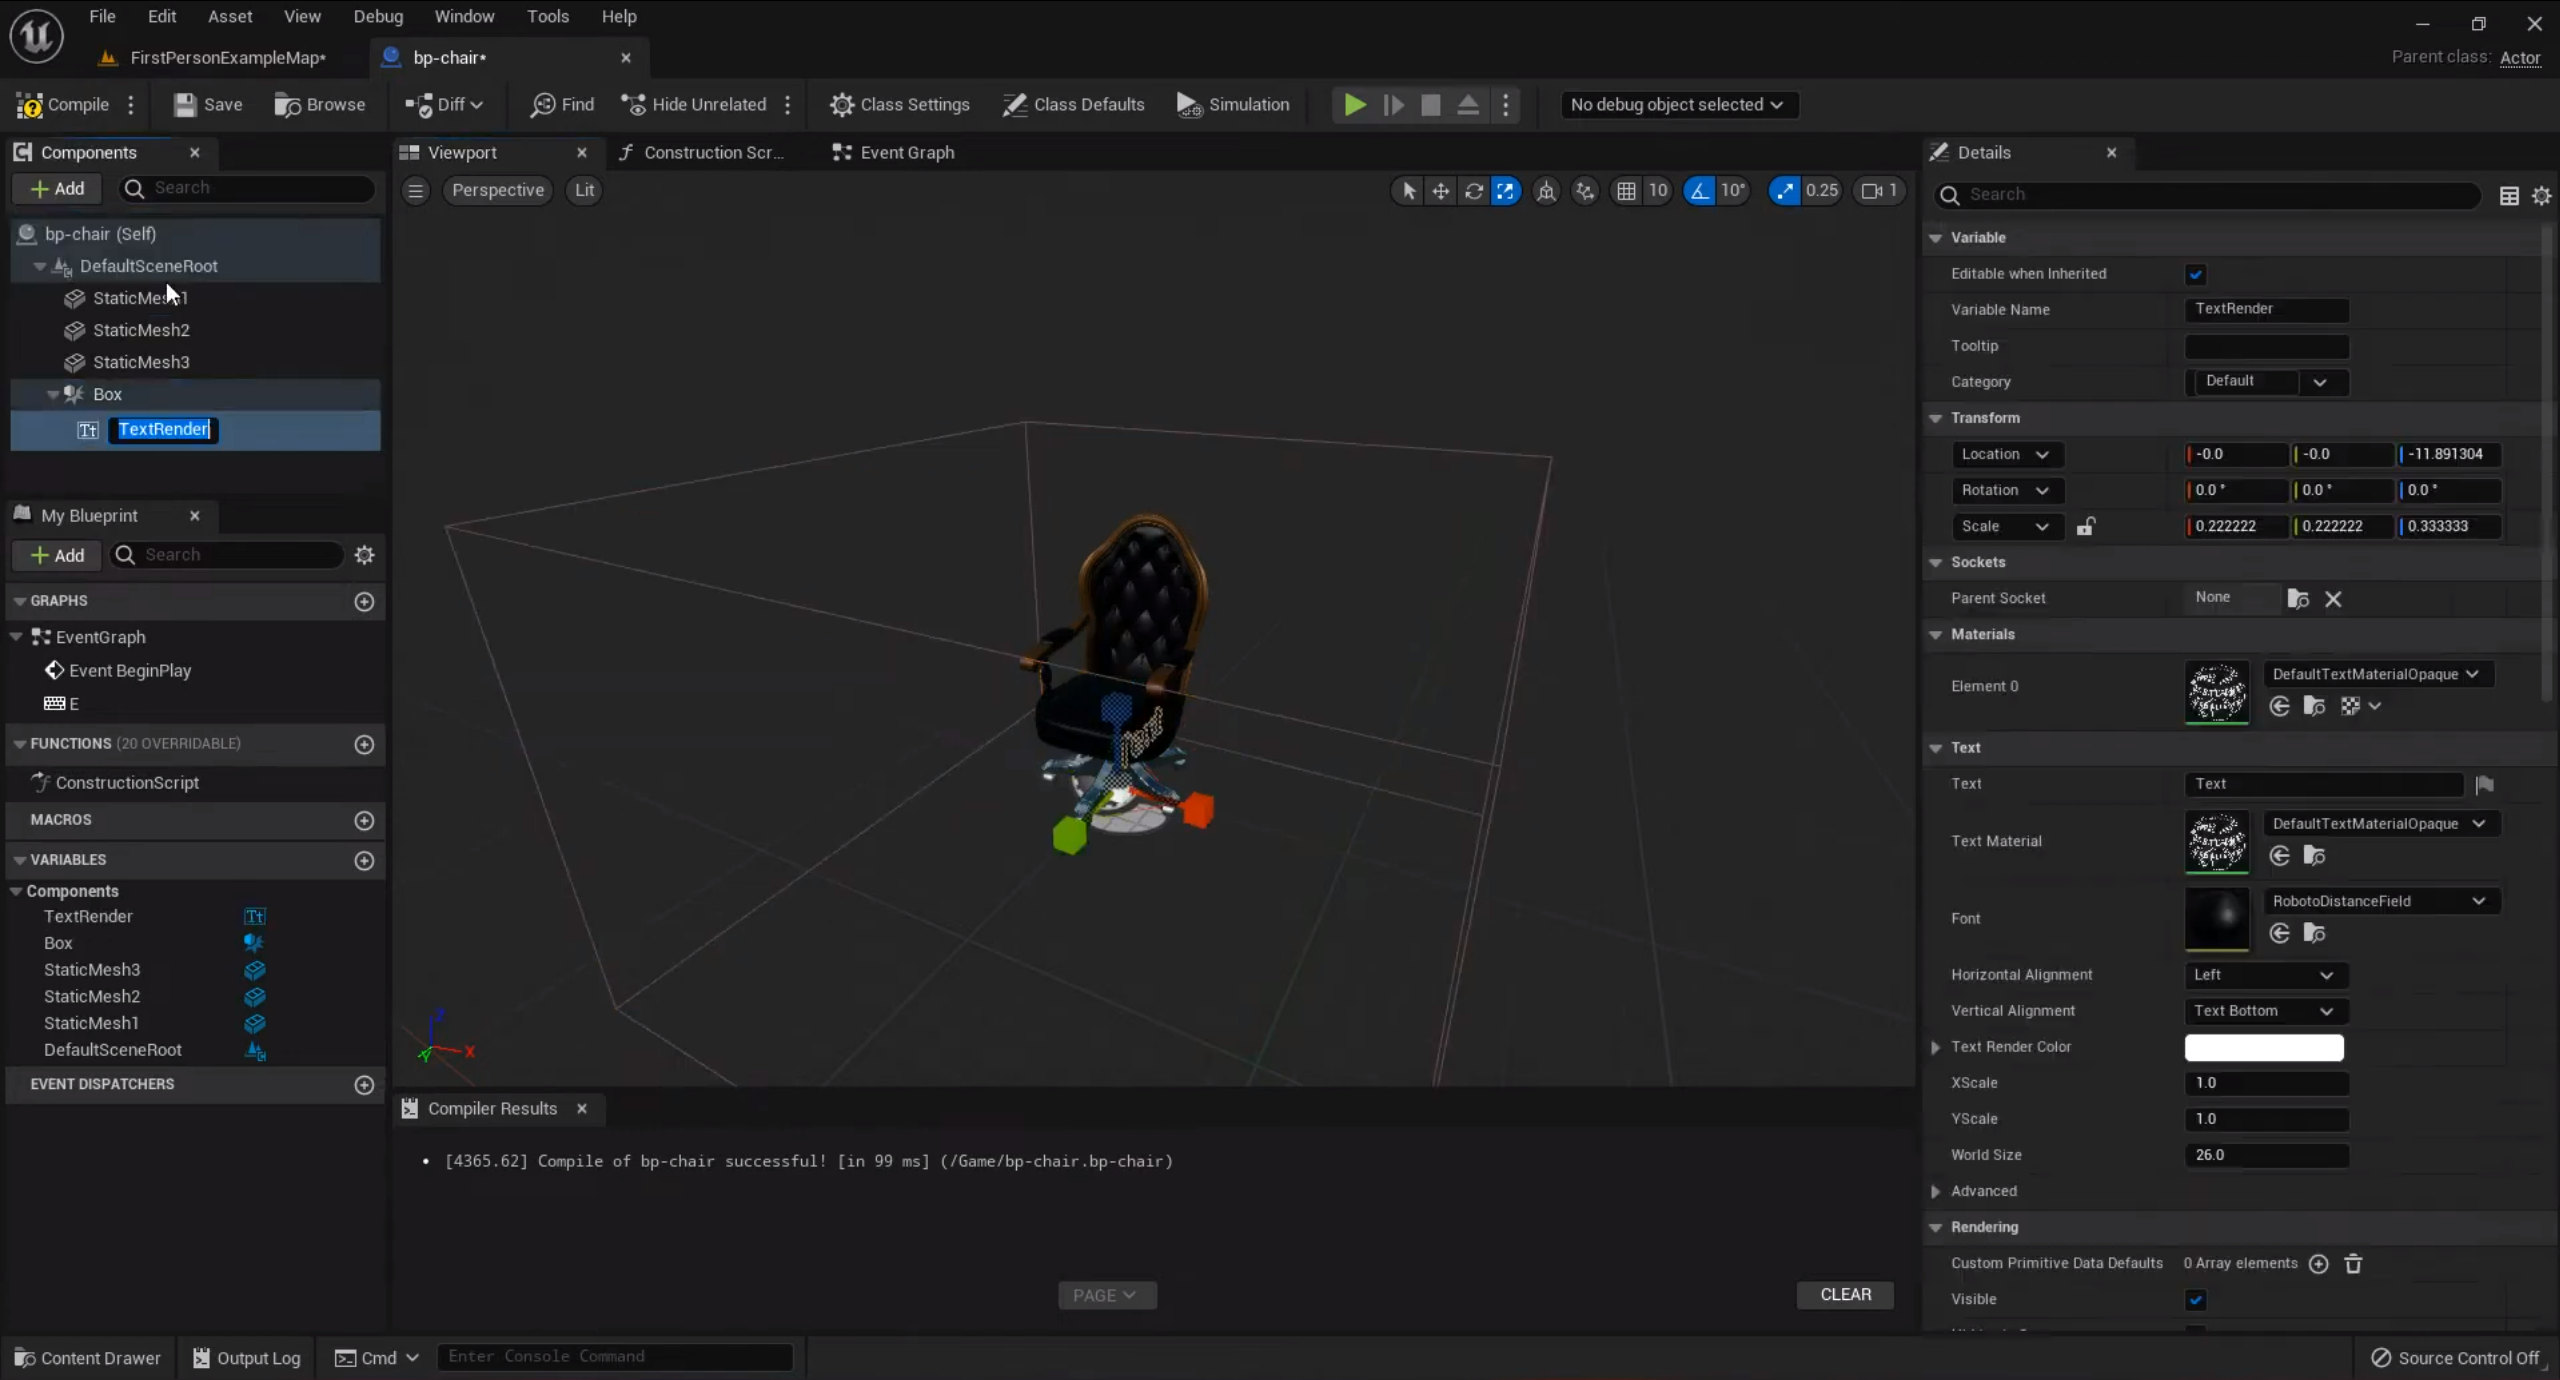 File Edit Asset View Debug Window Tools Help
FirstPersonExampleMap*
bp-chair*
Parent class: Actor
Compile Save Browse Diff Find Hide Unrelated Class Settings Class Defaults Simulation No debug object selected
Components
Add Search
bp-chair (Self)
DefaultSceneRoot
StaticMesh1
StaticMesh2
StaticMesh3
Box
TextRender
My Blueprint
Add Search
GRAPHS
EventGraph
Event BeginPlay
E
FUNCTIONS (20 OVERRIDABLE)
ConstructionScript
MACROS
VARIABLES
Components
TextRender
Box
StaticMesh3
StaticMesh2
StaticMesh1
DefaultSceneRoot
EVENT DISPATCHERS
Viewport Construction Scr... Event Graph
Perspective Lit 10 10° 0.25 1
Z
X
Y
Compiler Results
• [4365.62] Compile of bp-chair successful! [in 99 ms] (/Game/bp-chair.bp-chair)
PAGE CLEAR
Details
Search
Variable
Editable when Inherited
Variable Name TextRender
Tooltip
Category Default
Transform
Location -0.0 -0.0 -11.891304
Rotation 0.0 ° 0.0 ° 0.0 °
Scale 0.222222 0.222222 0.333333
Sockets
Parent Socket None
Materials
Element 0 DefaultTextMaterialOpaque
Text
Text Text
Text Material DefaultTextMaterialOpaque
Font RobotoDistanceField
Horizontal Alignment Left
Vertical Alignment Text Bottom
Text Render Color
XScale 1.0
YScale 1.0
World Size 26.0
Advanced
Rendering
Custom Primitive Data Defaults 0 Array elements
Visible
Content Drawer Output Log Cmd Enter Console Command Source Control Off